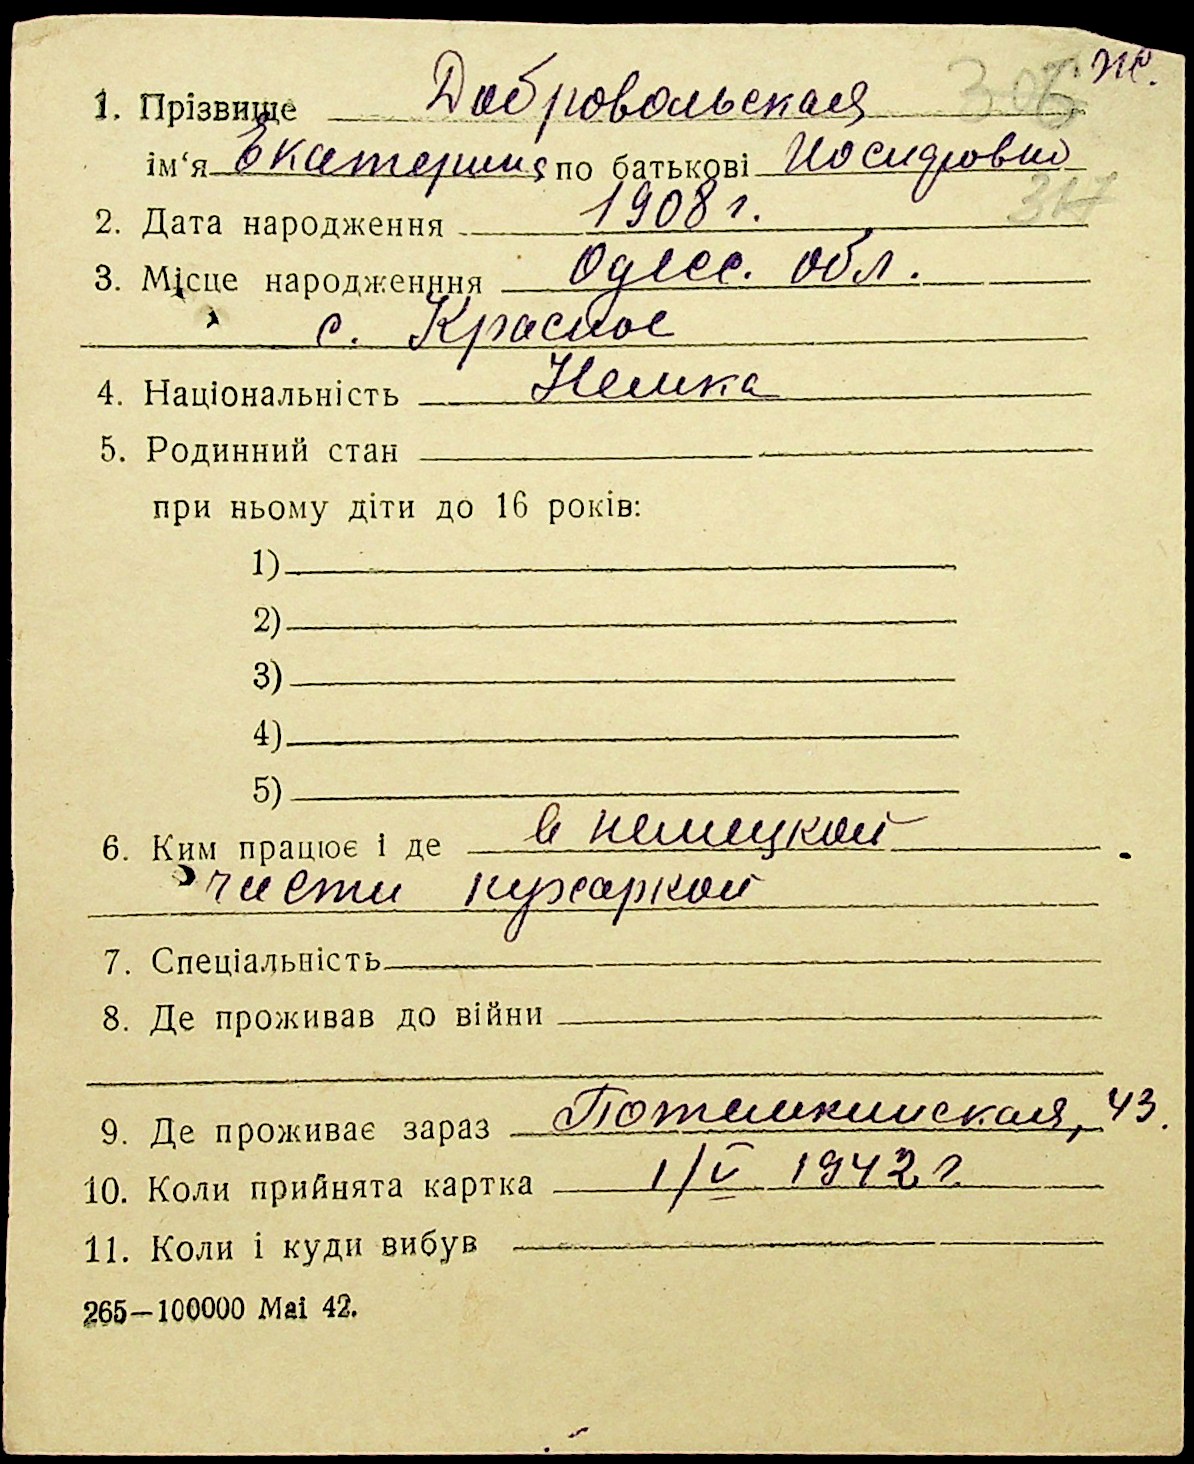 ж.
1. Прізвище Добровольская
306
ім‘я Екатерина по батькові Иосифовна
317
2. Дата народження 1908 г.
3. Місце народженння Одесс. обл.
с. Красное
4. Національність Немка
5. Родинний стан
при ньому діти до 16 років:
1)
2)
3)
4)
5)
6. Ким працює і де в немецкой
части кухаркой
7. Спеціальність
8. Де проживав до війни
9. Де проживає зараз Потемкинская, 43.
10. Коли прийнята картка 1/V 1942 г.
11. Коли і куди вибув
265—100000 Mai 42.